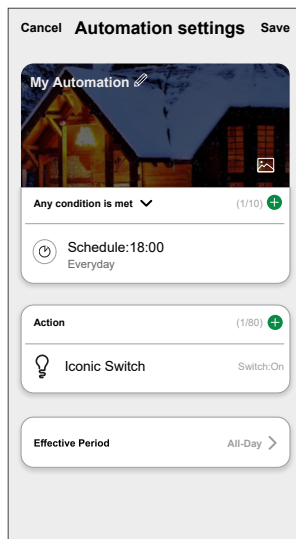 Cancel Automation settings Save
My Automation
Any condition is met (1/10)
Schedule:18:00
Everyday
Action (1/80)
Iconic Switch Switch:On
Effective Period All-Day